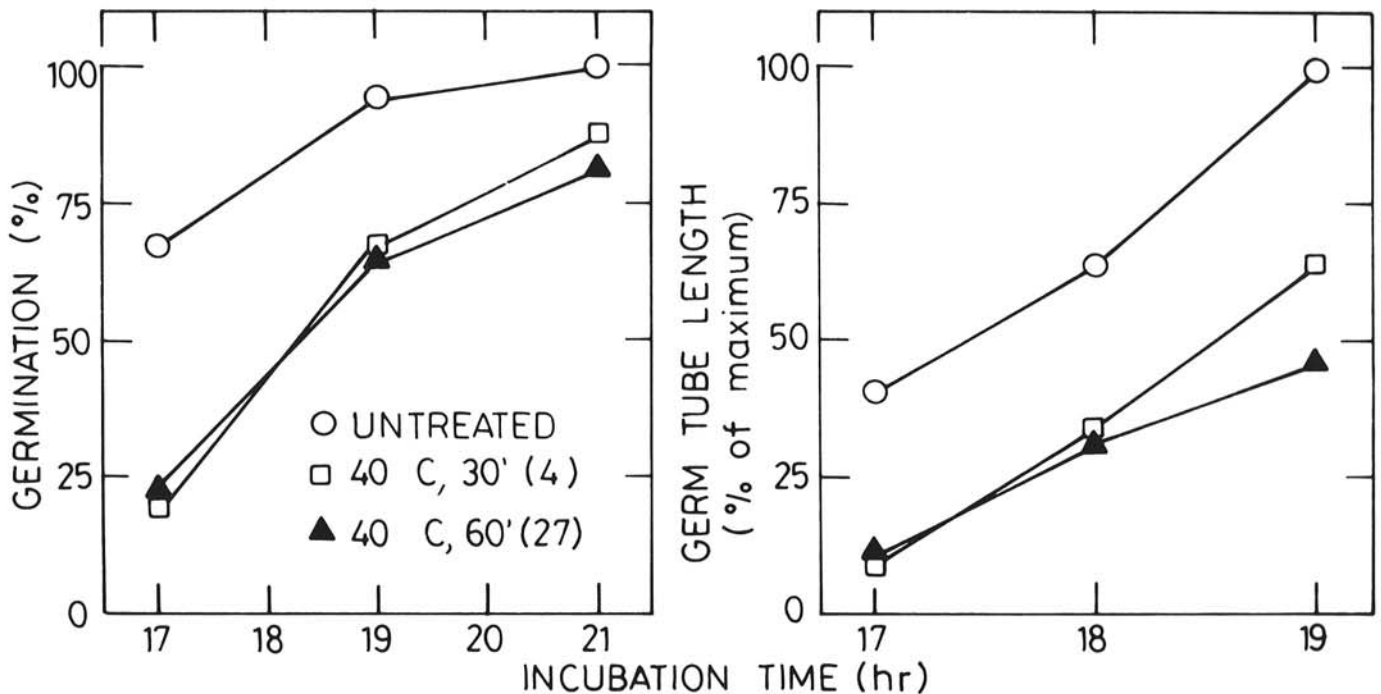 GERMINATION (%)
100
75
50
25
0
17 18 19 20 21
UNTREATED
40 C, 30' (4)
40 C, 60' (27)
GERM TUBE LENGTH
(% of maximum)
100
75
50
25
0
17 18 19
INCUBATION TIME (hr)